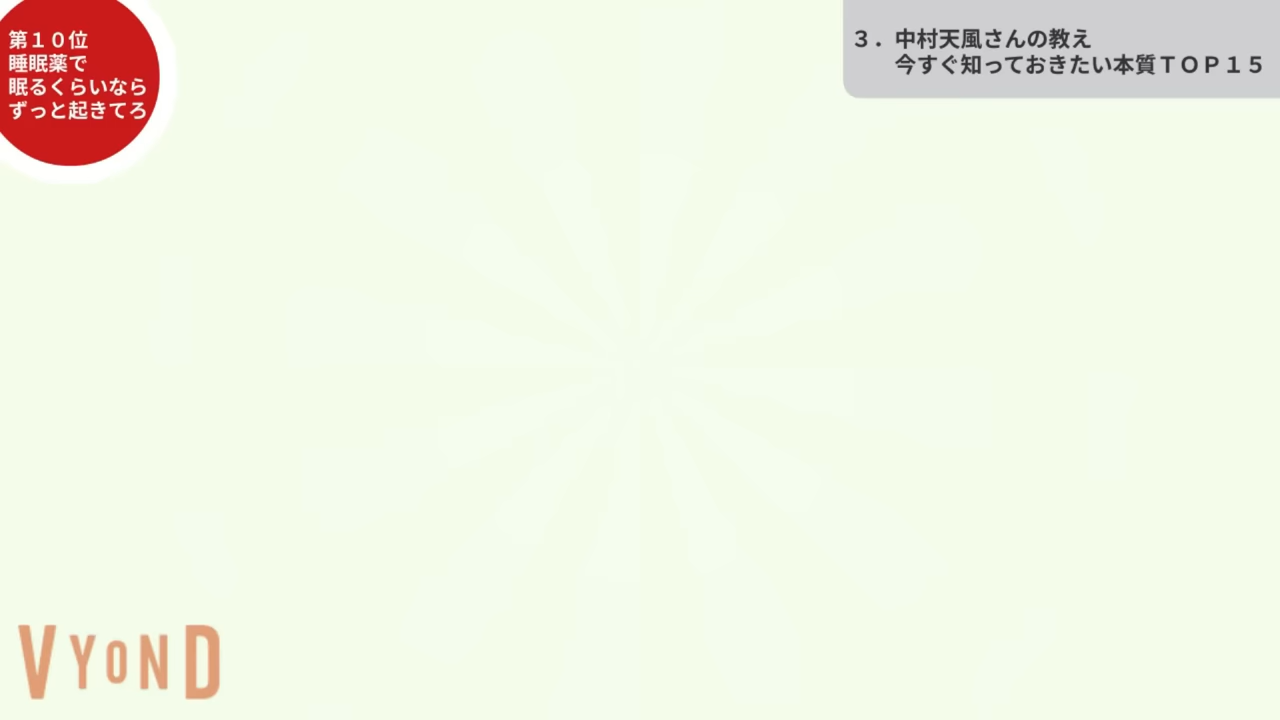 第１０位
睡眠薬で
眠るくらいなら
ずっと起きてろ
３．中村天風さんの教え
今すぐ知っておきたい本質ＴＯＰ１５
VYOND